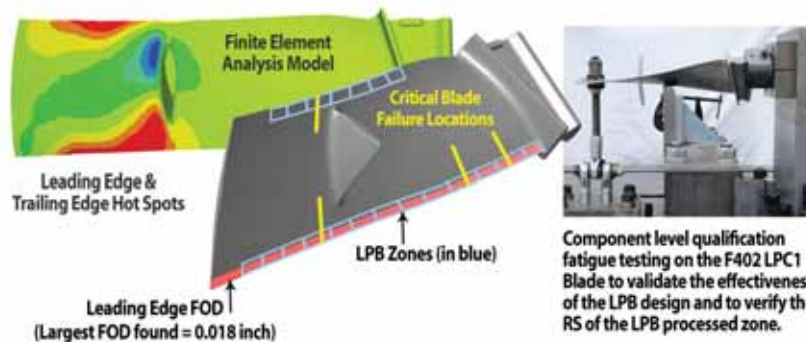 Finite Element
Analysis Model
Critical Blade
Failure Locations
Leading Edge &
Trailing Edge Hot Spots
LPB Zones (in blue)
Leading Edge FOD
(Largest FOD found = 0.018 inch)
Component level qualification
fatigue testing on the F402 LPC1
Blade to validate the effectivenes
of the LPB design and to verify th
RS of the LPB processed zone.